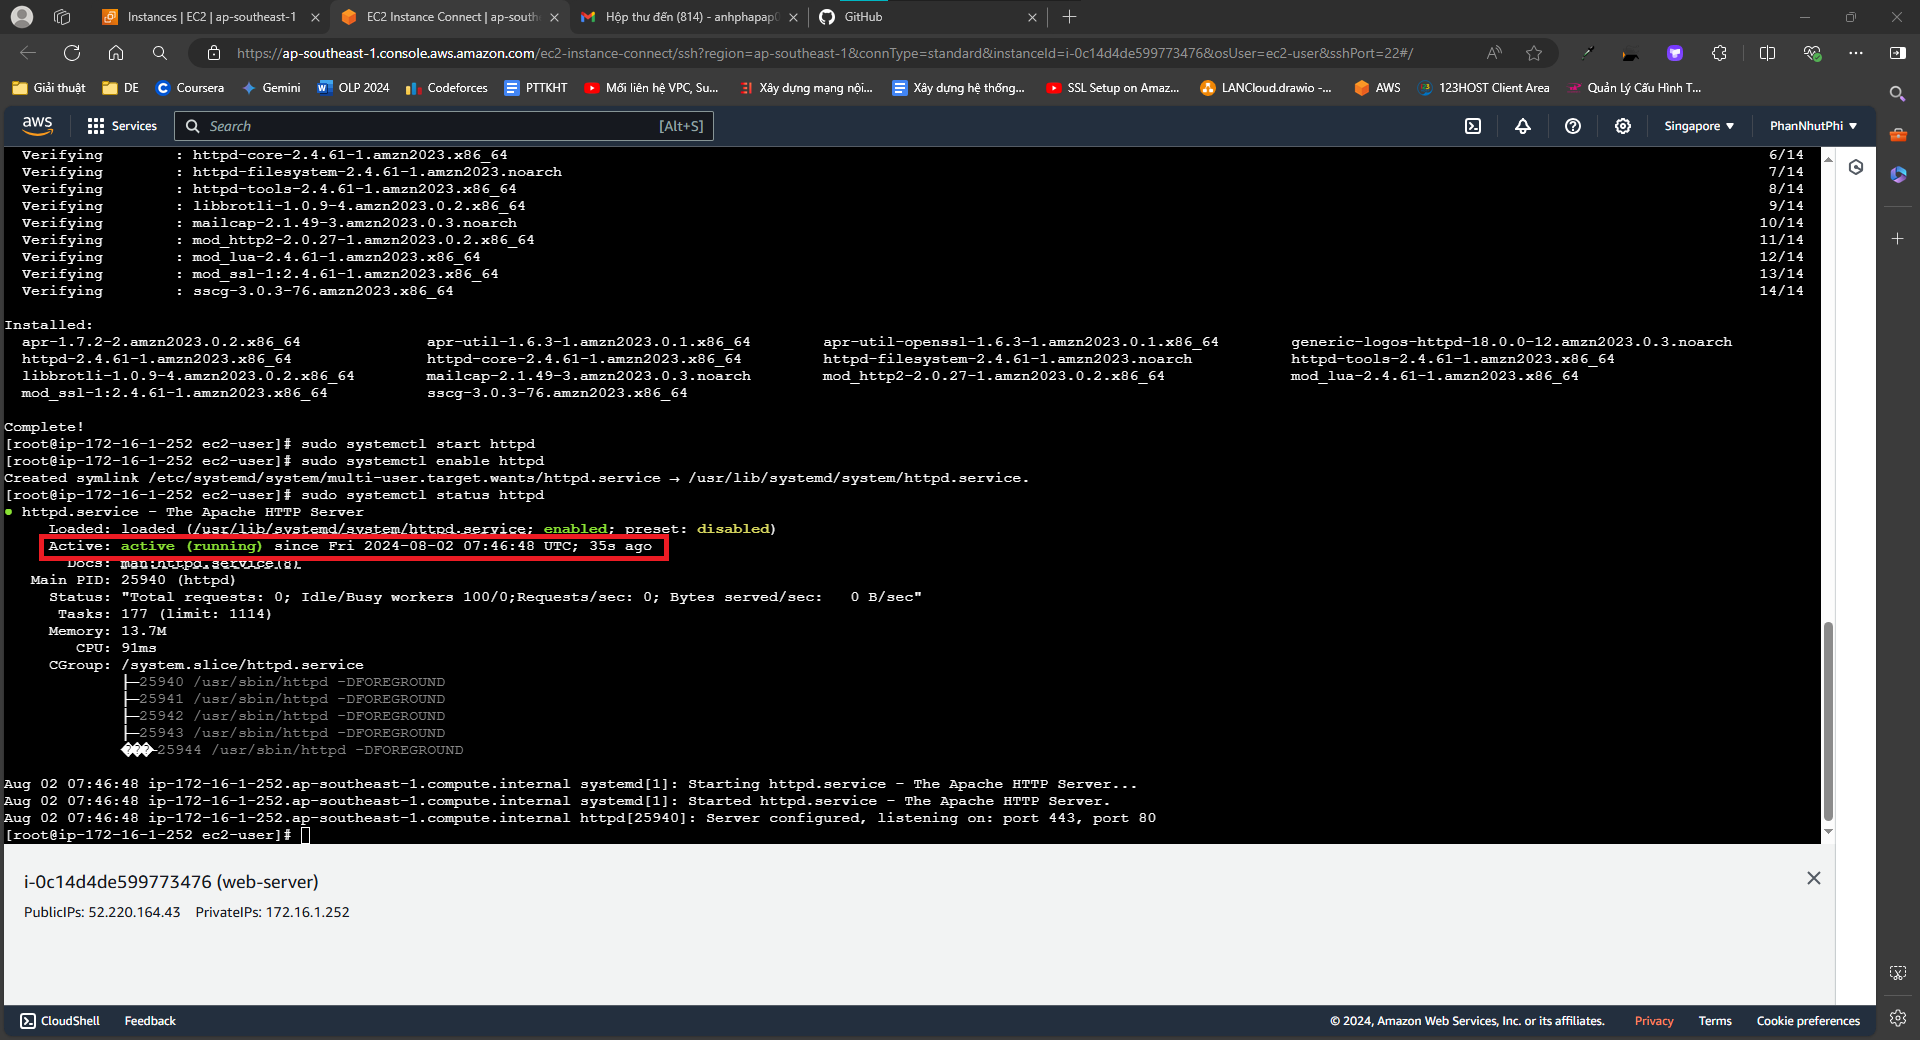 Instances | EC2 | ap-southeast-1
EC2 Instance Connect | ap-south
Hộp thư đến (814) - anhphapap0
GitHub
https://ap-southeast-1.console.aws.amazon.com/ec2-instance-connect/ssh?region=ap-southeast-1&connType=standard&instanceId=i-0c14d4de599773476&osUser=ec2-user&sshPort=22#/
Giải thuật
DE
Coursera
Gemini
OLP 2024
Codeforces
PTTKHT
Mối liên hệ VPC, Su...
Xây dựng mạng nội...
Xây dựng hệ thống...
SSL Setup on Amaz...
LANCloud.drawio -...
AWS
123HOST Client Area
Quản Lý Cấu Hình T...
aws
Services
Search
[Alt+S]
Singapore
PhanNhutPhi
Verifying : httpd-core-2.4.61-1.amzn2023.x86_64 6/14
Verifying : httpd-filesystem-2.4.61-1.amzn2023.noarch 7/14
Verifying : httpd-tools-2.4.61-1.amzn2023.x86_64 8/14
Verifying : libbrotli-1.0.9-4.amzn2023.0.2.x86_64 9/14
Verifying : mailcap-2.1.49-3.amzn2023.0.3.noarch 10/14
Verifying : mod_http2-2.0.27-1.amzn2023.0.2.x86_64 11/14
Verifying : mod_lua-2.4.61-1.amzn2023.x86_64 12/14
Verifying : mod_ssl-1:2.4.61-1.amzn2023.x86_64 13/14
Verifying : sscg-3.0.3-76.amzn2023.x86_64 14/14
Installed:
apr-1.7.2-2.amzn2023.0.2.x86_64 apr-util-1.6.3-1.amzn2023.0.1.x86_64 apr-util-openssl-1.6.3-1.amzn2023.0.1.x86_64 generic-logos-httpd-18.0.0-12.amzn2023.0.3.noarch
httpd-2.4.61-1.amzn2023.x86_64 httpd-core-2.4.61-1.amzn2023.x86_64 httpd-filesystem-2.4.61-1.amzn2023.noarch httpd-tools-2.4.61-1.amzn2023.x86_64
libbrotli-1.0.9-4.amzn2023.0.2.x86_64 mailcap-2.1.49-3.amzn2023.0.3.noarch mod_http2-2.0.27-1.amzn2023.0.2.x86_64 mod_lua-2.4.61-1.amzn2023.x86_64
mod_ssl-1:2.4.61-1.amzn2023.x86_64 sscg-3.0.3-76.amzn2023.x86_64
Complete!
[root@ip-172-16-1-252 ec2-user]# sudo systemctl start httpd
[root@ip-172-16-1-252 ec2-user]# sudo systemctl enable httpd
Created symlink /etc/systemd/system/multi-user.target.wants/httpd.service → /usr/lib/systemd/system/httpd.service.
[root@ip-172-16-1-252 ec2-user]# sudo systemctl status httpd
● httpd.service - The Apache HTTP Server
Loaded: loaded (/usr/lib/systemd/system/httpd.service; enabled; preset: disabled)
Active: active (running) since Fri 2024-08-02 07:46:48 UTC; 35s ago
Docs: man:httpd.service(8)
Main PID: 25940 (httpd)
Status: "Total requests: 0; Idle/Busy workers 100/0;Requests/sec: 0; Bytes served/sec: 0 B/sec"
Tasks: 177 (limit: 1114)
Memory: 13.7M
CPU: 91ms
CGroup: /system.slice/httpd.service
├─25940 /usr/sbin/httpd -DFOREGROUND
├─25941 /usr/sbin/httpd -DFOREGROUND
├─25942 /usr/sbin/httpd -DFOREGROUND
├─25943 /usr/sbin/httpd -DFOREGROUND
���─25944 /usr/sbin/httpd -DFOREGROUND
Aug 02 07:46:48 ip-172-16-1-252.ap-southeast-1.compute.internal systemd[1]: Starting httpd.service - The Apache HTTP Server...
Aug 02 07:46:48 ip-172-16-1-252.ap-southeast-1.compute.internal systemd[1]: Started httpd.service - The Apache HTTP Server.
Aug 02 07:46:48 ip-172-16-1-252.ap-southeast-1.compute.internal httpd[25940]: Server configured, listening on: port 443, port 80
[root@ip-172-16-1-252 ec2-user]#
i-0c14d4de599773476 (web-server)
PublicIPs: 52.220.164.43 PrivateIPs: 172.16.1.252
CloudShell
Feedback
© 2024, Amazon Web Services, Inc. or its affiliates.
Privacy
Terms
Cookie preferences